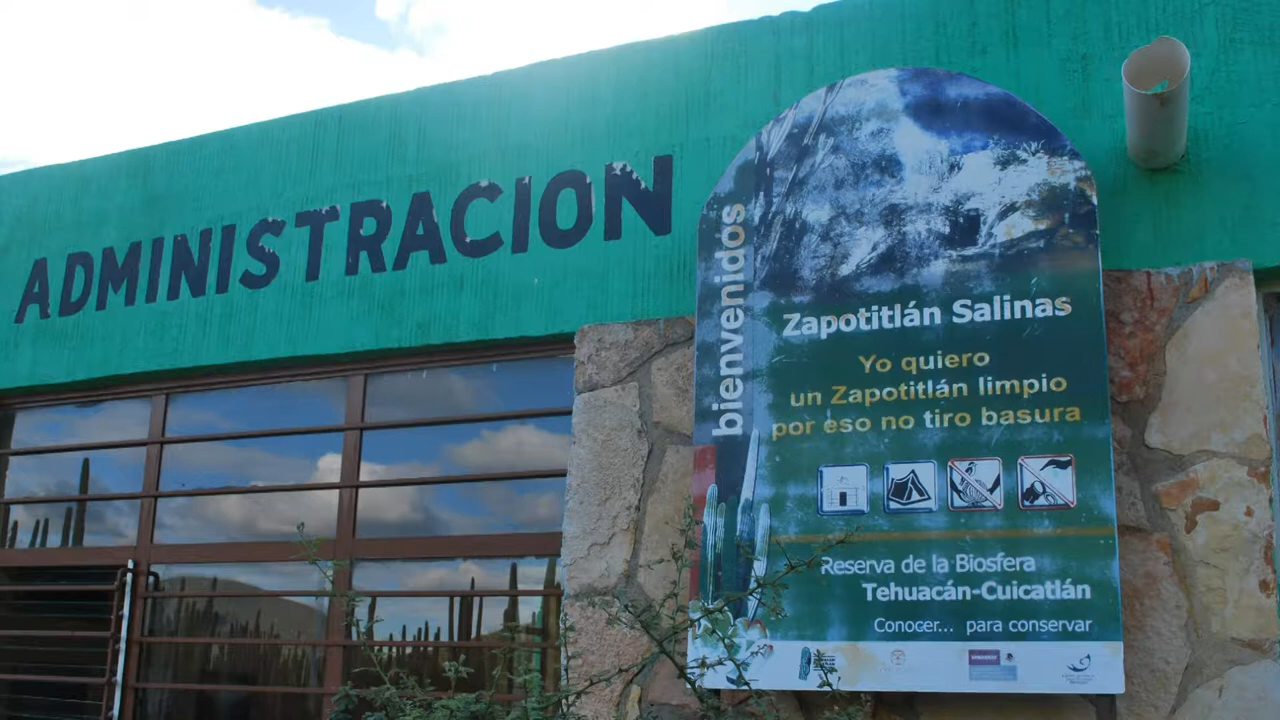 ADMINISTRACION
bienvenidos
Zapotitlán Salinas
Yo quiero
un Zapotitlán limpio
por eso no tiro basura
Reserva de la Biosfera
Tehuacán-Cuicatlán
Conocer... para conservar